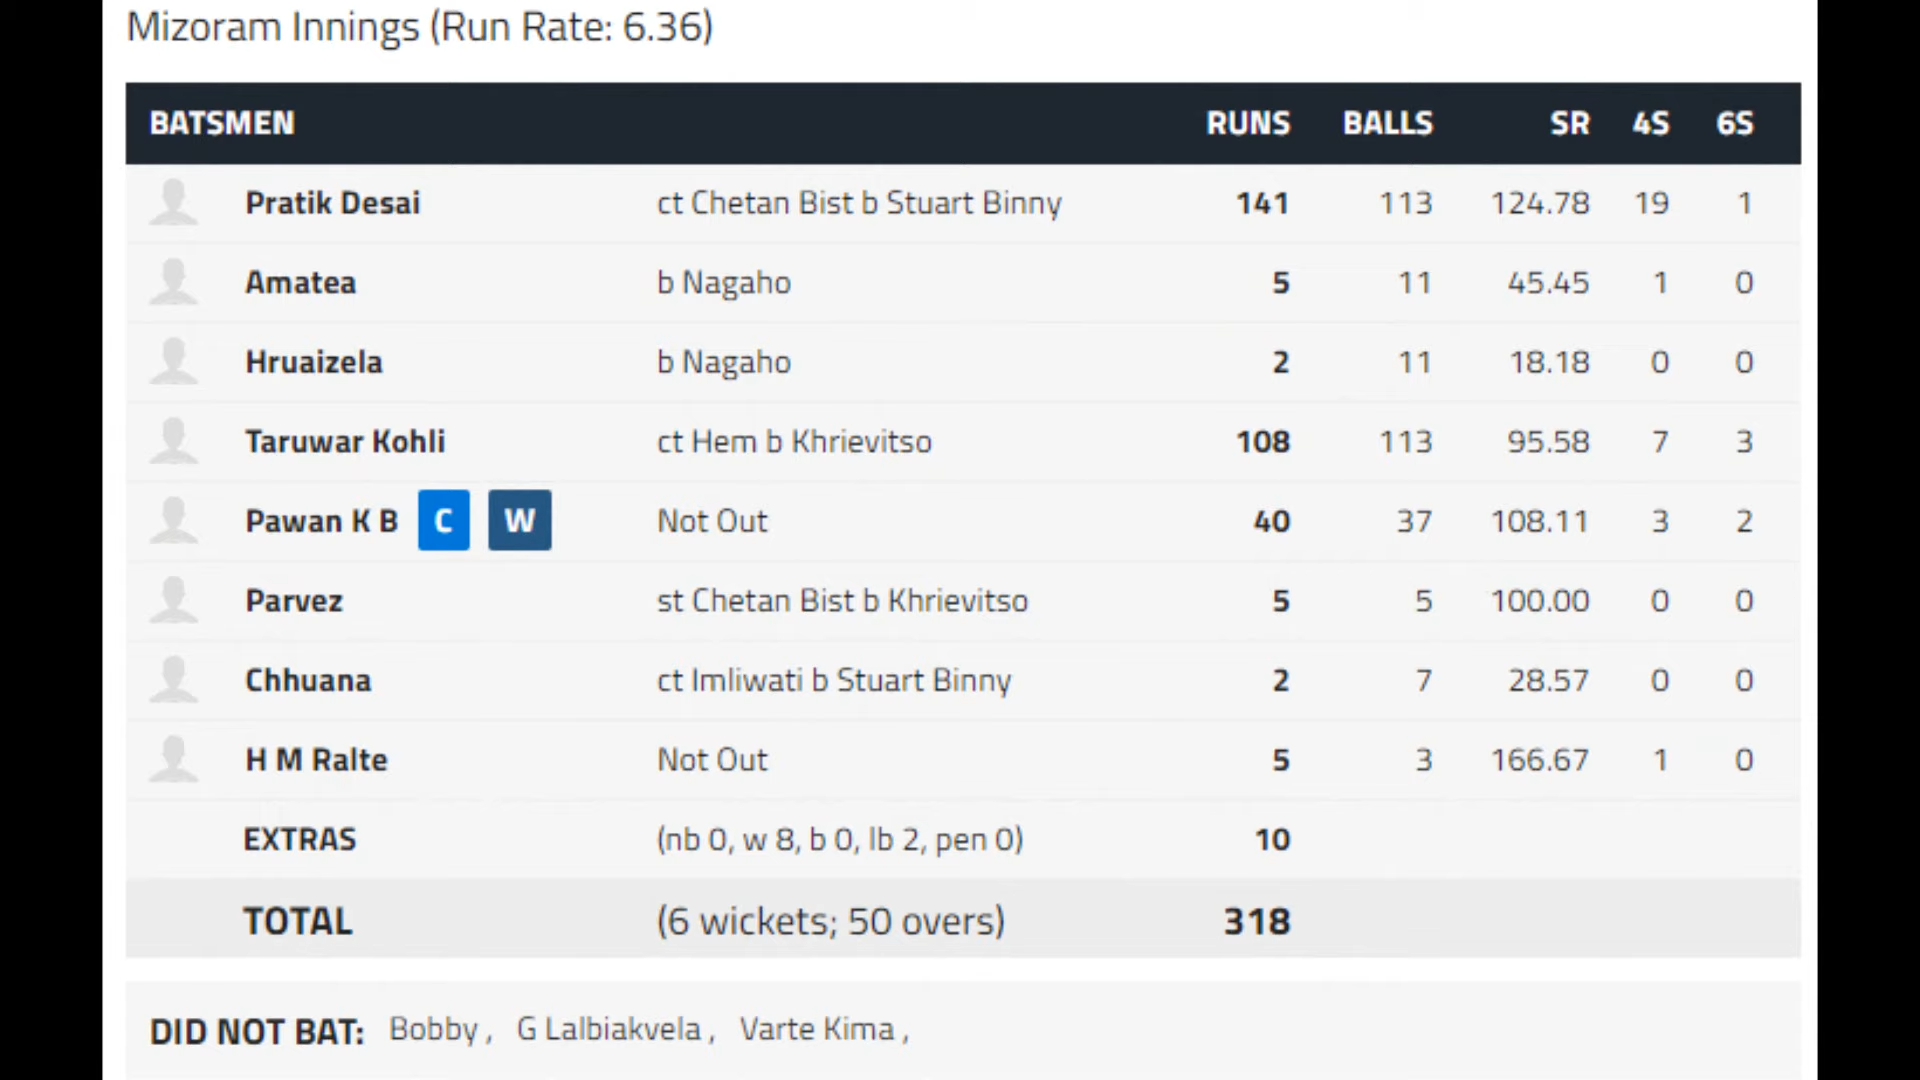 Mizoram Innings (Run Rate: 6.36)
BATSMEN RUNS BALLS SR 4S 6S
Pratik Desai ct Chetan Bist b Stuart Binny 141 113 124.78 19 1
Amatea b Nagaho 5 11 45.45 1 0
Hruaizela b Nagaho 2 11 18.18 0 0
Taruwar Kohli ct Hem b Khrievitso 108 113 95.58 7 3
Pawan K B C W Not Out 40 37 108.11 3 2
Parvez st Chetan Bist b Khrievitso 5 5 100.00 0 0
Chhuana ct Imliwati b Stuart Binny 2 7 28.57 0 0
H M Ralte Not Out 5 3 166.67 1 0
EXTRAS (nb 0, w 8, b 0, lb 2, pen 0) 10
TOTAL (6 wickets; 50 overs) 318
DID NOT BAT: Bobby , G Lalbiakvela , Varte Kima ,